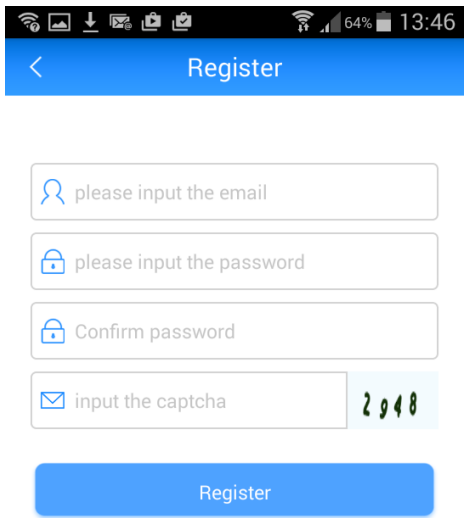 64% 13:46
Register
please input the email
please input the password
Confirm password
input the captcha 2948
Register